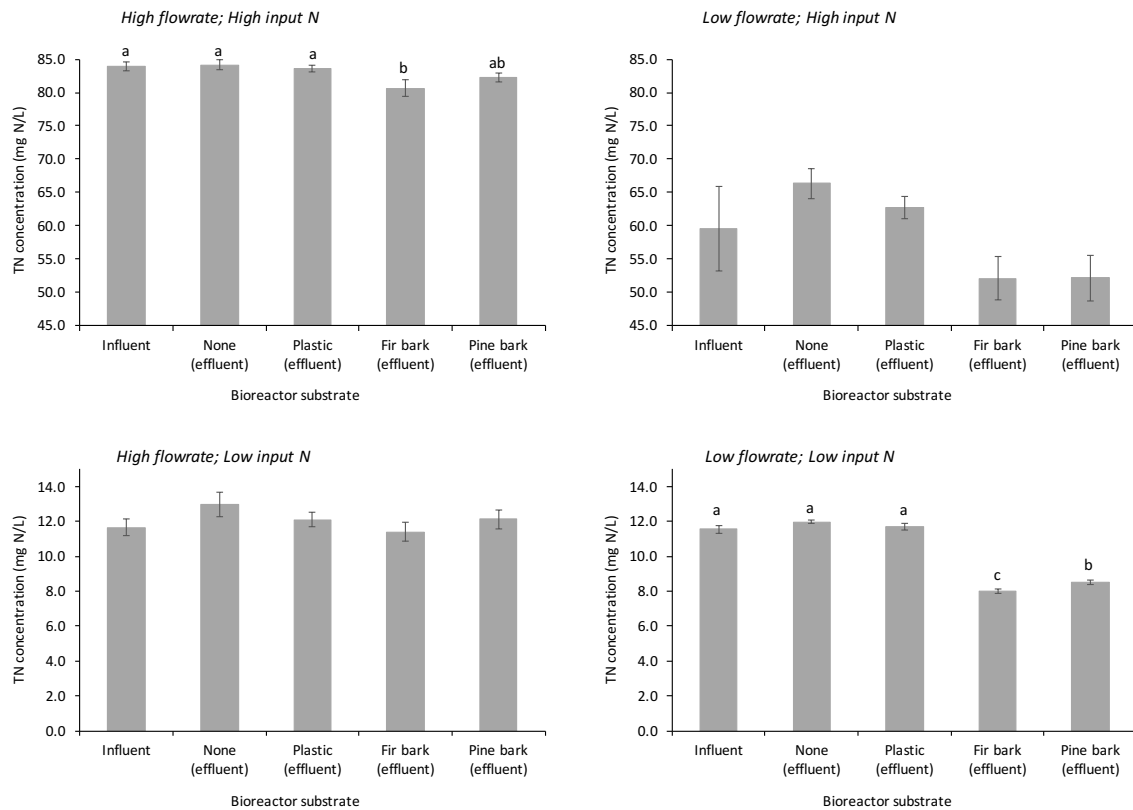 High flowrate; High input N
TN concentration (mg N/L)
85.0
80.0
75.0
70.0
65.0
60.0
55.0
50.0
45.0
a
a
a
b
ab
Influent
None
(effluent)
Plastic
(effluent)
Fir bark
(effluent)
Pine bark
(effluent)
Bioreactor substrate
Low flowrate; High input N
TN concentration (mg N/L)
85.0
80.0
75.0
70.0
65.0
60.0
55.0
50.0
45.0
Influent
None
(effluent)
Plastic
(effluent)
Fir bark
(effluent)
Pine bark
(effluent)
Bioreactor substrate
High flowrate; Low input N
TN concentration (mg N/L)
14.0
12.0
10.0
8.0
6.0
4.0
2.0
0.0
Influent
None
(effluent)
Plastic
(effluent)
Fir bark
(effluent)
Pine bark
(effluent)
Bioreactor substrate
Low flowrate; Low input N
TN concentration (mg N/L)
14.0
12.0
10.0
8.0
6.0
4.0
2.0
0.0
a
a
a
c
b
Influent
None
(effluent)
Plastic
(effluent)
Fir bark
(effluent)
Pine bark
(effluent)
Bioreactor substrate